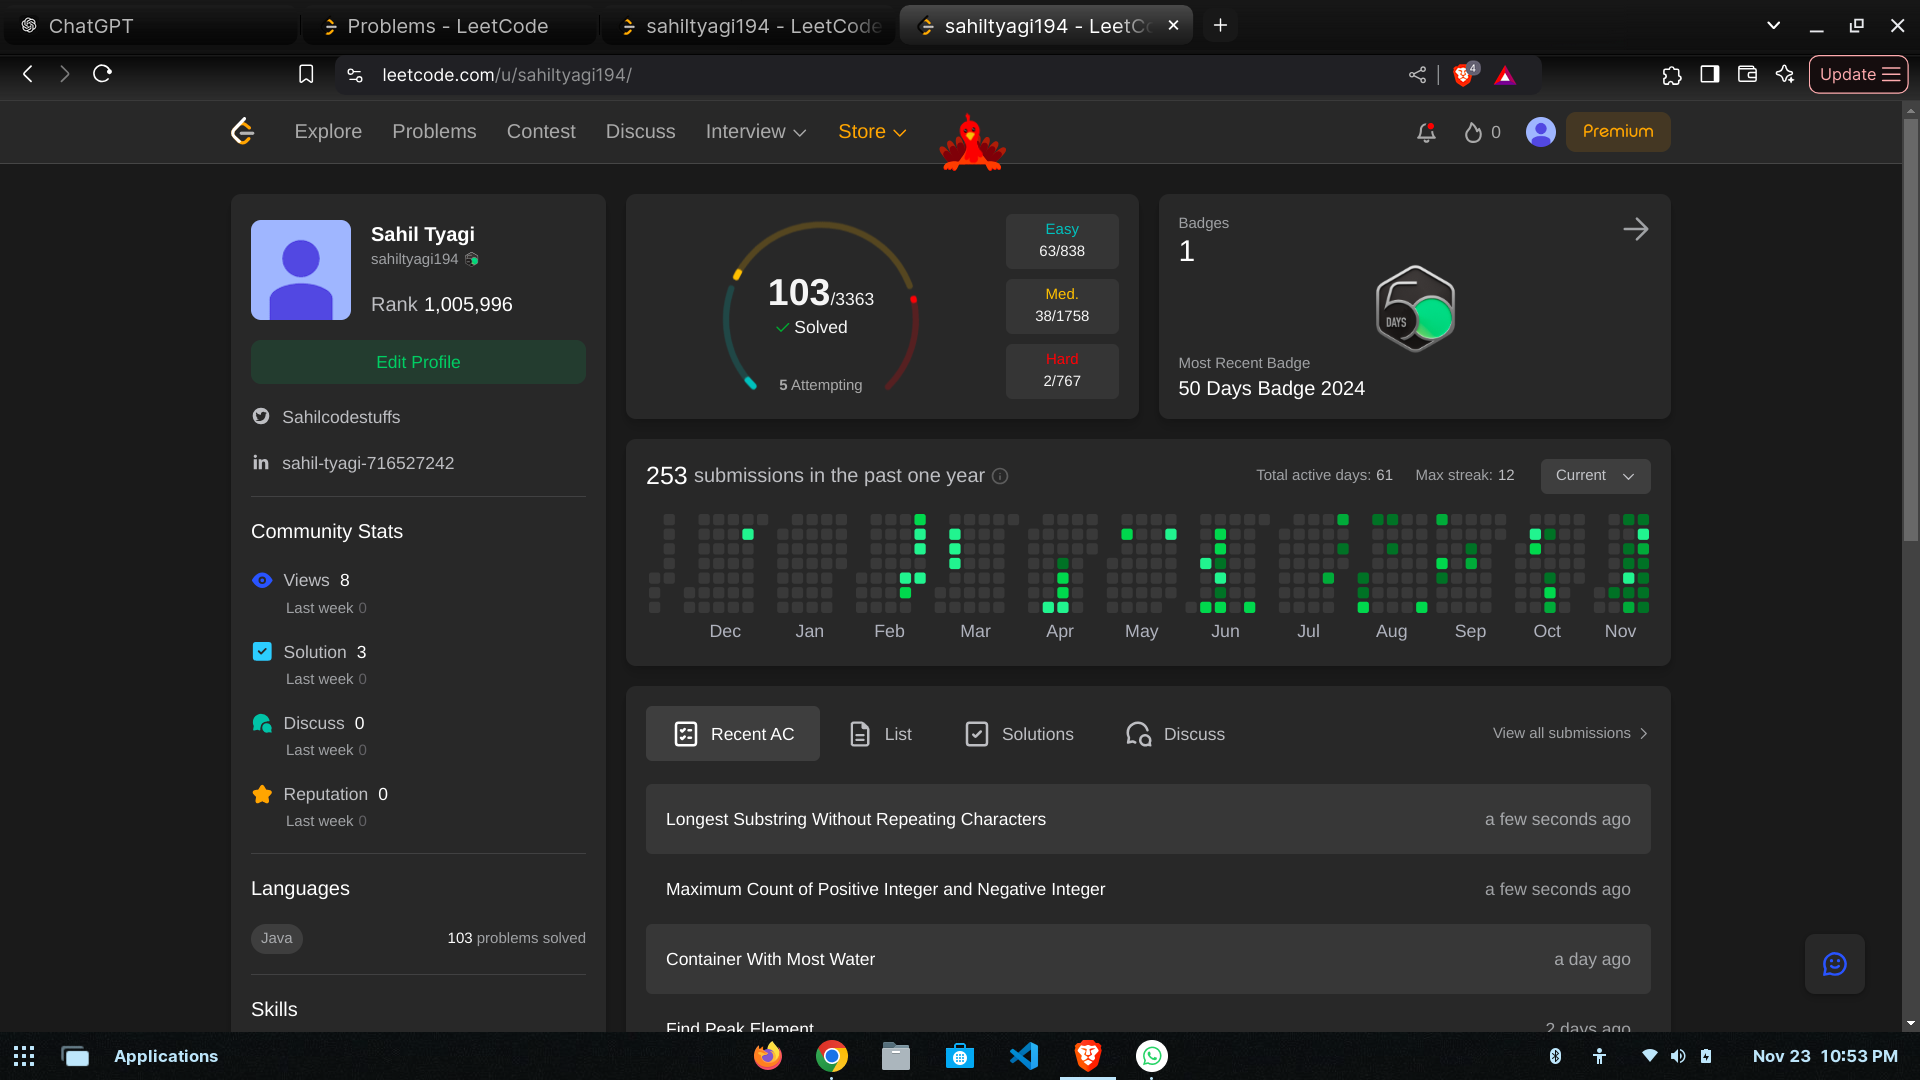 ChatGPT
Problems - LeetCode
sahiltyagi194 - LeetCode
sahiltyagi194 - LeetCo
leetcode.com/u/sahiltyagi194/
4
Update
Explore
Problems
Contest
Discuss
Interview
Store
0
Premium
Sahil Tyagi
sahiltyagi194
Rank 1,005,996
Edit Profile
Sahilcodestuffs
in sahil-tyagi-716527242
Community Stats
Views 8
Last week 0
Solution 3
Last week 0
Discuss 0
Last week 0
Reputation 0
Last week 0
Languages
Java
103 problems solved
Skills
103/3363
Solved
5 Attempting
Easy
63/838
Med.
38/1758
Hard
2/767
Badges
1
50
DAYS
Most Recent Badge
50 Days Badge 2024
253 submissions in the past one year
Total active days: 61
Max streak: 12
Current
Dec Jan Feb Mar Apr May Jun Jul Aug Sep Oct Nov
Recent AC
List
Solutions
Discuss
View all submissions
Longest Substring Without Repeating Characters a few seconds ago
Maximum Count of Positive Integer and Negative Integer a few seconds ago
Container With Most Water a day ago
Find Peak Element 2 days ago
Applications
Nov 23 10:53 PM